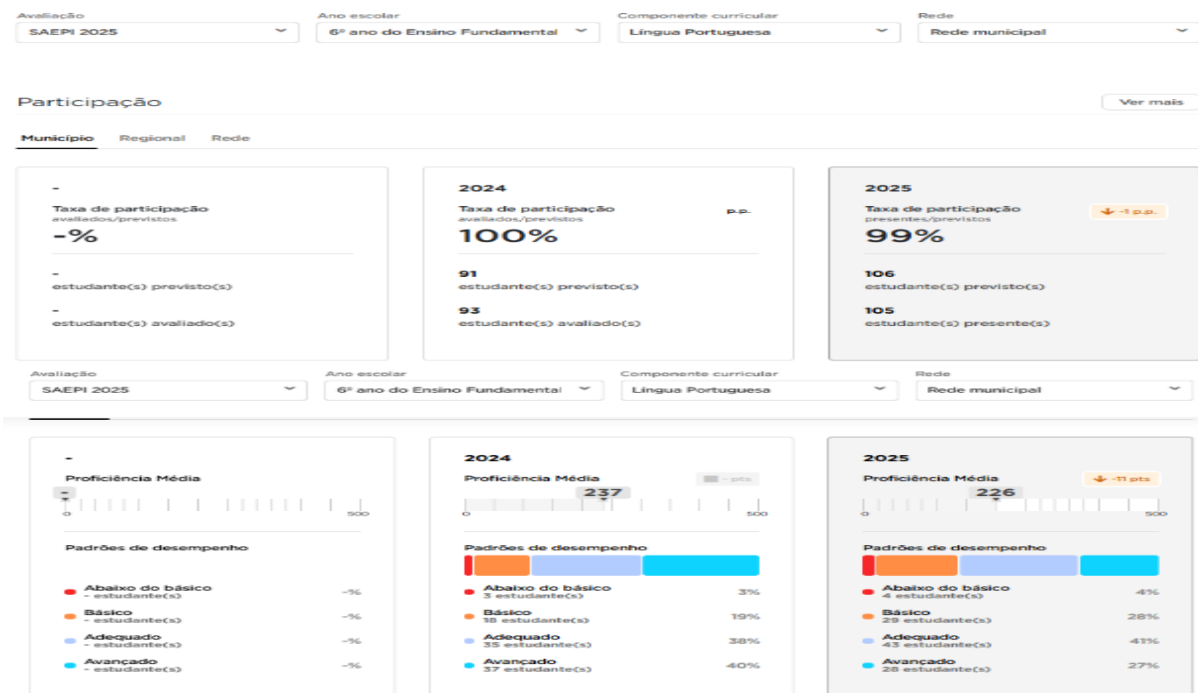 Avaliação Ano escolar Componente curricular Rede
SAEPI 2025 6º ano do Ensino Fundamental Língua Portuguesa Rede municipal
Participação Ver mais
Município Regional Rede
-
Taxa de participação
avaliados/previstos
-%
-
estudante(s) previsto(s)
-
estudante(s) avaliado(s)
2024
Taxa de participação p.p.
avaliados/previstos
100%
91
estudante(s) previsto(s)
93
estudante(s) avaliado(s)
2025
Taxa de participação -1 p.p.
presentes/previstos
99%
106
estudante(s) previsto(s)
105
estudante(s) presente(s)
Avaliação Ano escolar Componente curricular Rede
SAEPI 2025 6º ano do Ensino Fundamental Língua Portuguesa Rede municipal
-
Proficiência Média
-
0 500
Padrões de desempenho
Abaixo do básico -%
- estudante(s)
Básico -%
- estudante(s)
Adequado -%
- estudante(s)
Avançado -%
- estudante(s)
2024
Proficiência Média - pts
237
0 500
Padrões de desempenho
Abaixo do básico 3%
3 estudante(s)
Básico 19%
18 estudante(s)
Adequado 38%
35 estudante(s)
Avançado 40%
37 estudante(s)
2025
Proficiência Média -11 pts
226
0 500
Padrões de desempenho
Abaixo do básico 4%
4 estudante(s)
Básico 28%
29 estudante(s)
Adequado 41%
43 estudante(s)
Avançado 27%
28 estudante(s)